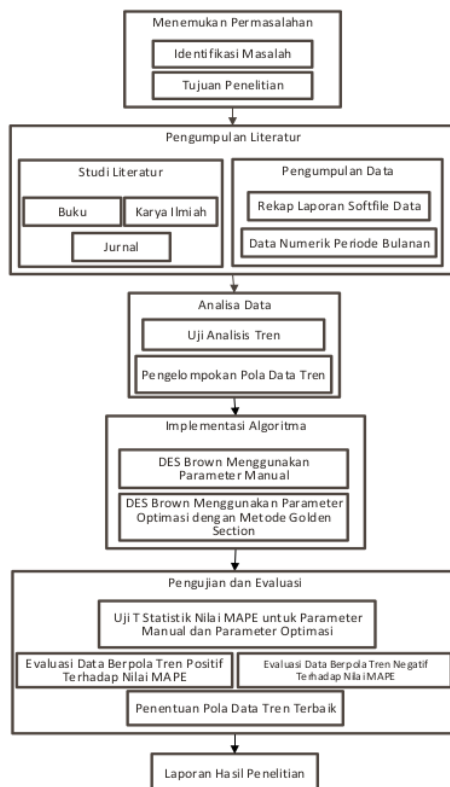 Menemukan Permasalahan
Identifikasi Masalah
Tujuan Penelitian
Pengumpulan Literatur
Studi Literatur
Buku
Karya Ilmiah
Jurnal
Pengumpulan Data
Rekap Laporan Softfile Data
Data Numerik Periode Bulanan
Analisa Data
Uji Analisis Tren
Pengelompokan Pola Data Tren
Implementasi Algoritma
DES Brown Menggunakan
Parameter Manual
DES Brown Menggunakan Parameter
Optimasi dengan Metode Golden
Section
Pengujian dan Evaluasi
Uji T Statistik Nilai MAPE untuk Parameter
Manual dan Parameter Optimasi
Evaluasi Data Berpola Tren Positif
Terhadap Nilai MAPE
Evaluasi Data Berpola Tren Negatif
Terhadap Nilai MAPE
Penentuan Pola Data Tren Terbaik
Laporan Hasil Penelitian